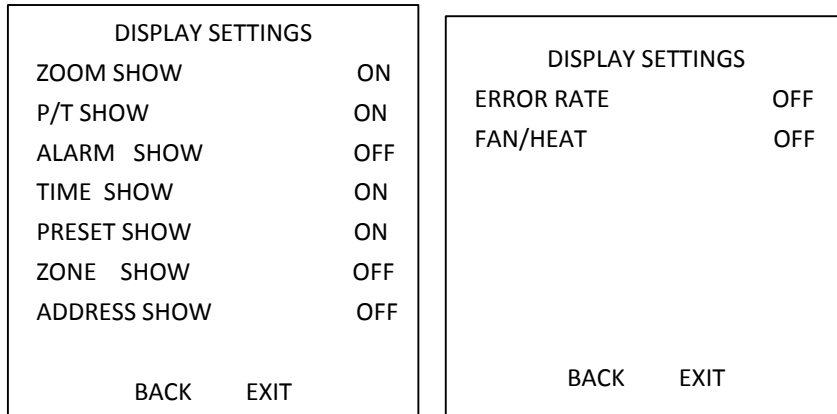 DISPLAY SETTINGS
ZOOM SHOW ON
P/T SHOW ON
ALARM SHOW OFF
TIME SHOW ON
PRESET SHOW ON
ZONE SHOW OFF
ADDRESS SHOW OFF
BACK EXIT
DISPLAY SETTINGS
ERROR RATE OFF
FAN/HEAT OFF
BACK EXIT